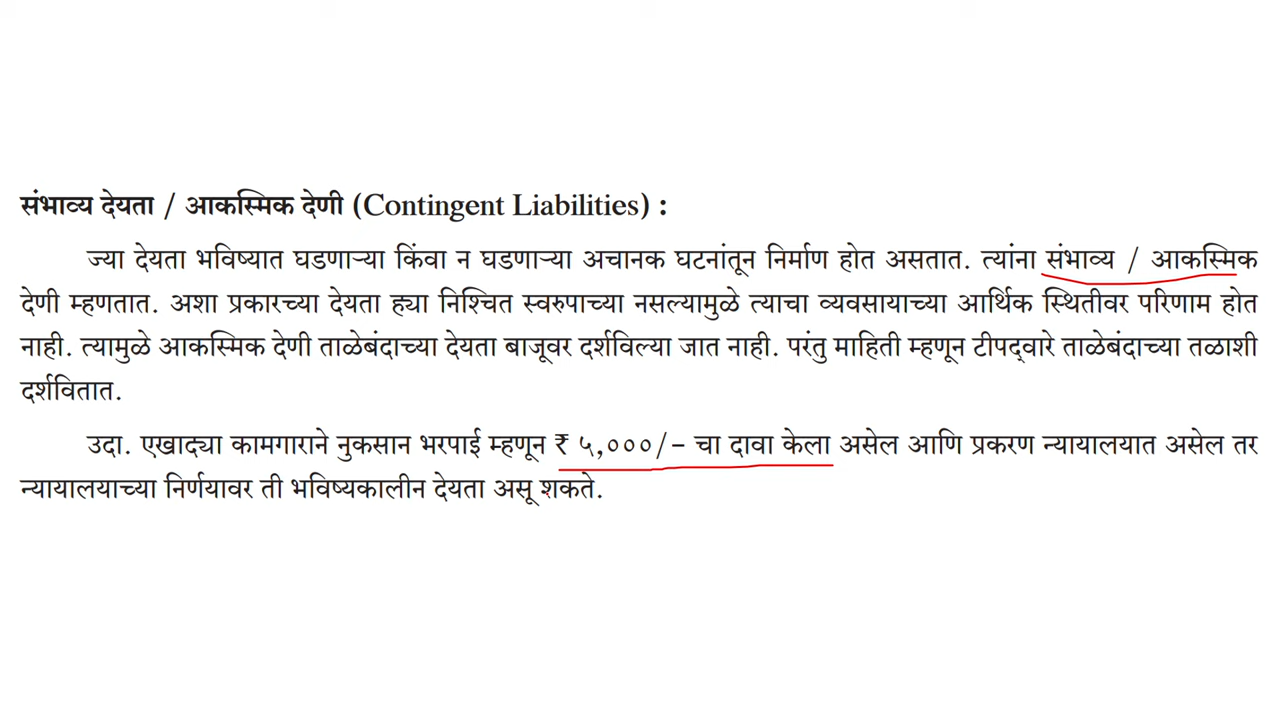 संभाव्य देयता / आकस्मिक देणी (Contingent Liabilities) :
ज्या देयता भविष्यात घडणाऱ्या किंवा न घडणाऱ्या अचानक घटनांतून निर्माण होत असतात. त्यांना संभाव्य / आकस्मिक
देणी म्हणतात. अशा प्रकारच्या देयता ह्या निश्चित स्वरुपाच्या नसल्यामुळे त्याचा व्यवसायाच्या आर्थिक स्थितीवर परिणाम होत
नाही. त्यामुळे आकस्मिक देणी ताळेबंदाच्या देयता बाजूवर दर्शविल्या जात नाही. परंतु माहिती म्हणून टीपद्‌वारे ताळेबंदाच्या तळाशी
दर्शवितात.
उदा. एखाद्या कामगाराने नुकसान भरपाई म्हणून ₹ ५,०००/- चा दावा केला असेल आणि प्रकरण न्यायालयात असेल तर
न्यायालयाच्या निर्णयावर ती भविष्यकालीन देयता असू शकते.